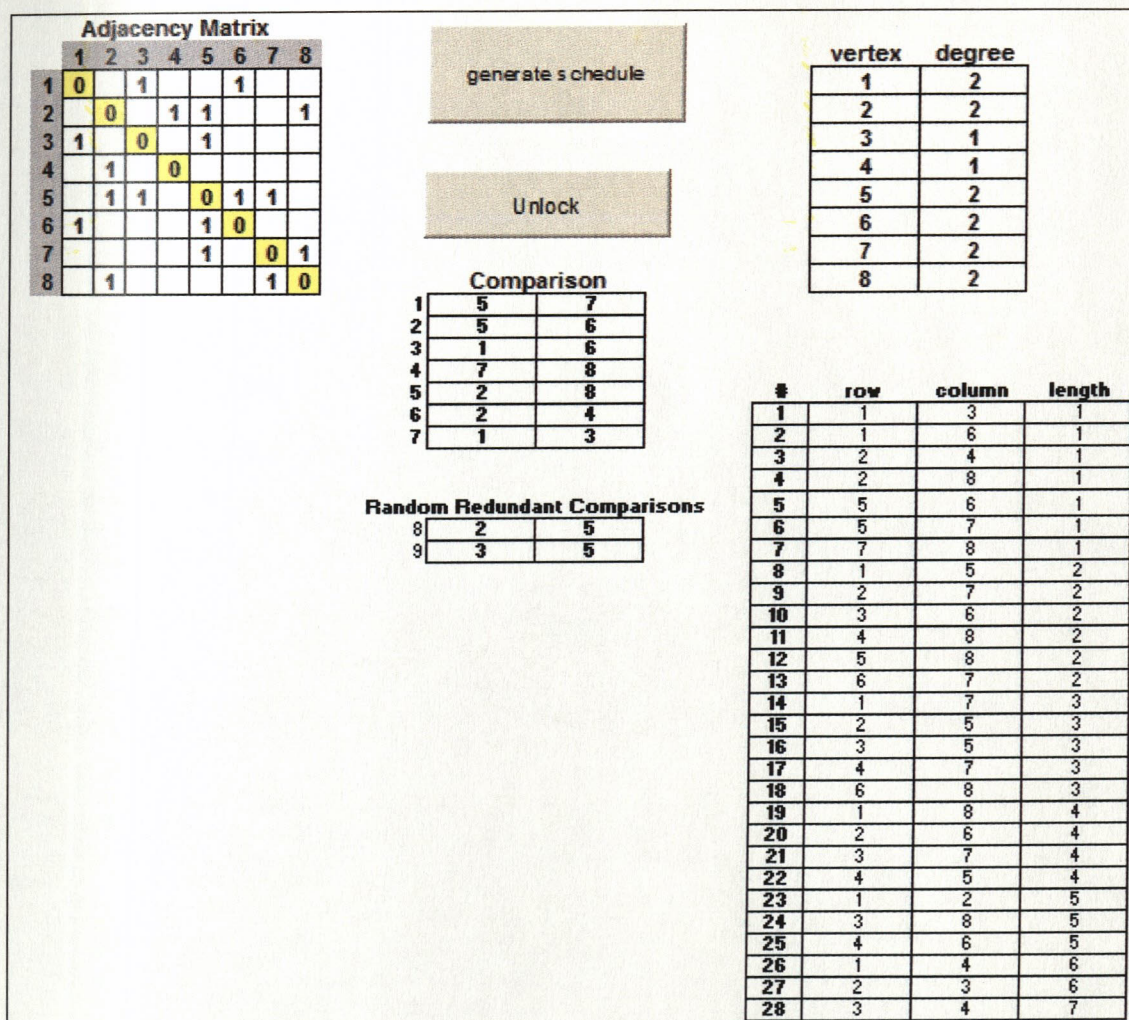 Adjacency Matrix
1 2 3 4 5 6 7 8
1 0 1 1
2 0 1 1 1
3 1 0 1
4 1 0
5 1 1 0 1 1
6 1 1 0
7 1 0 1
8 1 1 0
generate schedule
Unlock
Comparison
1 5 7
2 5 6
3 1 6
4 7 8
5 2 8
6 2 4
7 1 3
Random Redundant Comparisons
8 2 5
9 3 5
vertex degree
1 2
2 2
3 1
4 1
5 2
6 2
7 2
8 2
# row column length
1 1 3 1
2 1 6 1
3 2 4 1
4 2 8 1
5 5 6 1
6 5 7 1
7 7 8 1
8 1 5 2
9 2 7 2
10 3 6 2
11 4 8 2
12 5 8 2
13 6 7 2
14 1 7 3
15 2 5 3
16 3 5 3
17 4 7 3
18 6 8 3
19 1 8 4
20 2 6 4
21 3 7 4
22 4 5 4
23 1 2 5
24 3 8 5
25 4 6 5
26 1 4 6
27 2 3 6
28 3 4 7